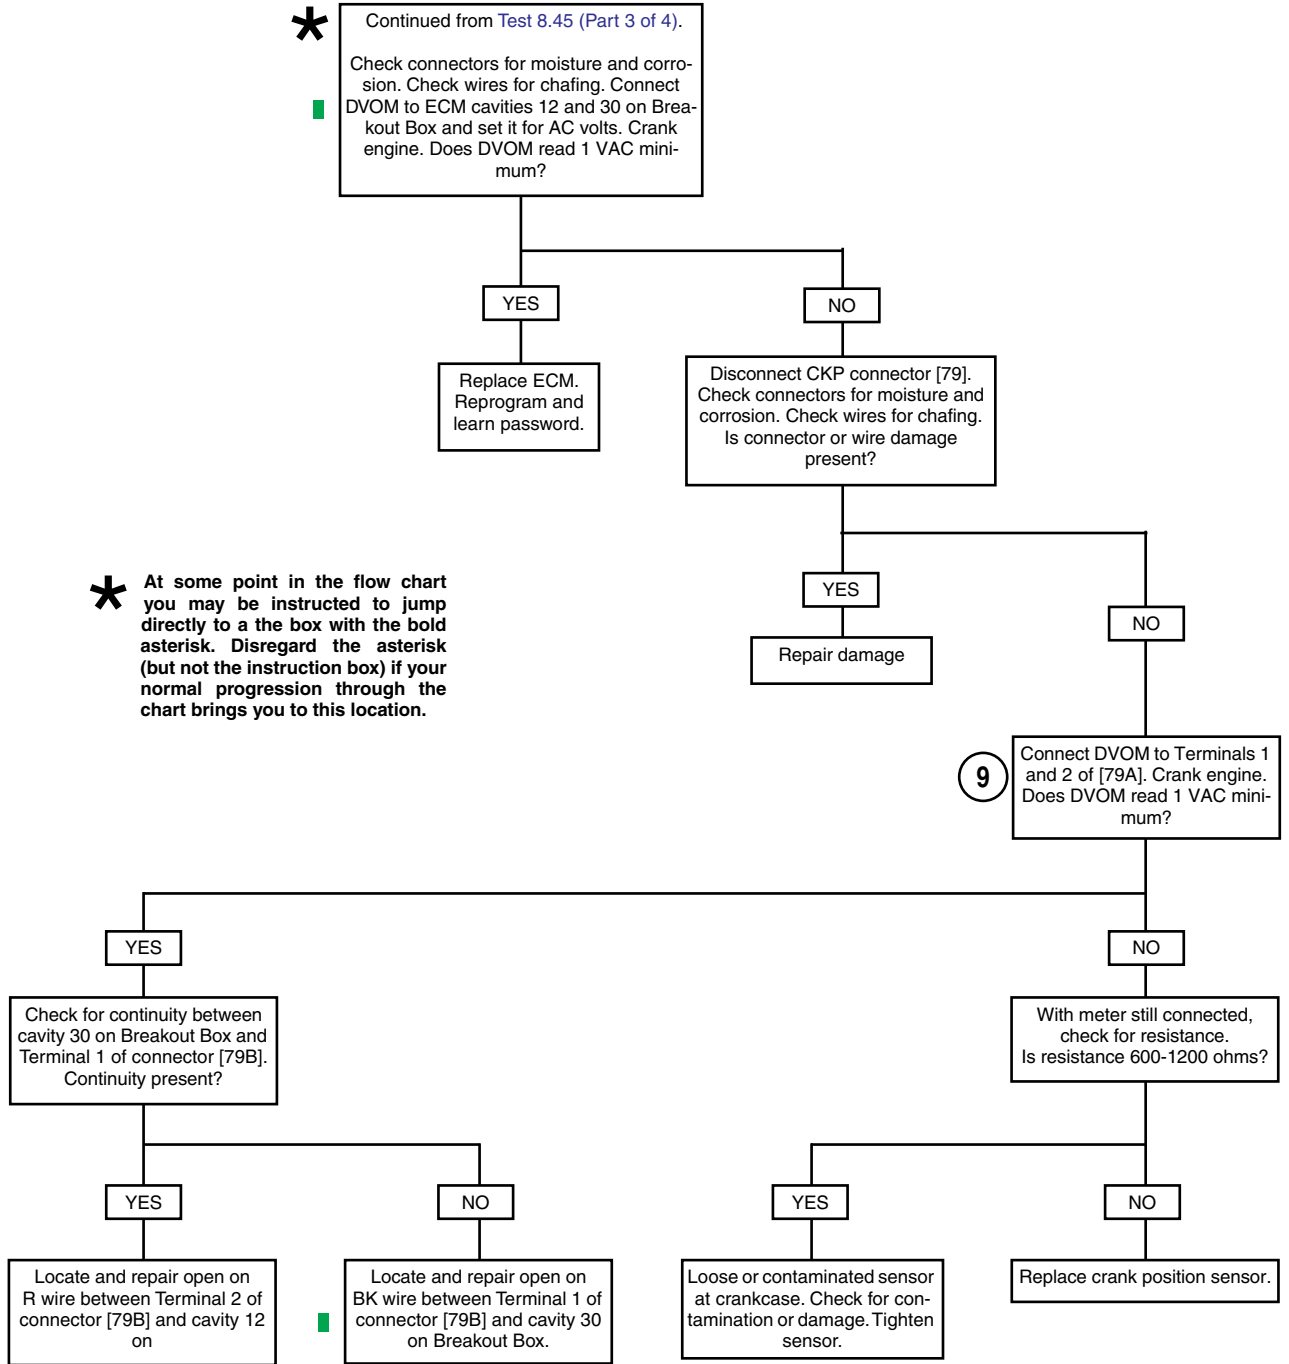 *
Continued from Test 8.45 (Part 3 of 4).
Check connectors for moisture and corro-
sion. Check wires for chafing. Connect
DVOM to ECM cavities 12 and 30 on Brea-
kout Box and set it for AC volts. Crank
engine. Does DVOM read 1 VAC mini-
mum?
YES
NO
Replace ECM.
Reprogram and
learn password.
Disconnect CKP connector [79].
Check connectors for moisture and
corrosion. Check wires for chafing.
Is connector or wire damage
present?
*
At some point in the flow chart
you may be instructed to jump
directly to a the box with the bold
asterisk. Disregard the asterisk
(but not the instruction box) if your
normal progression through the
chart brings you to this location.
YES
NO
Repair damage
9
Connect DVOM to Terminals 1
and 2 of [79A]. Crank engine.
Does DVOM read 1 VAC mini-
mum?
YES
NO
Check for continuity between
cavity 30 on Breakout Box and
Terminal 1 of connector [79B].
Continuity present?
With meter still connected,
check for resistance.
Is resistance 600-1200 ohms?
YES
NO
YES
NO
Locate and repair open on
R wire between Terminal 2 of
connector [79B] and cavity 12
on
Locate and repair open on
BK wire between Terminal 1 of
connector [79B] and cavity 30
on Breakout Box.
Loose or contaminated sensor
at crankcase. Check for con-
tamination or damage. Tighten
sensor.
Replace crank position sensor.